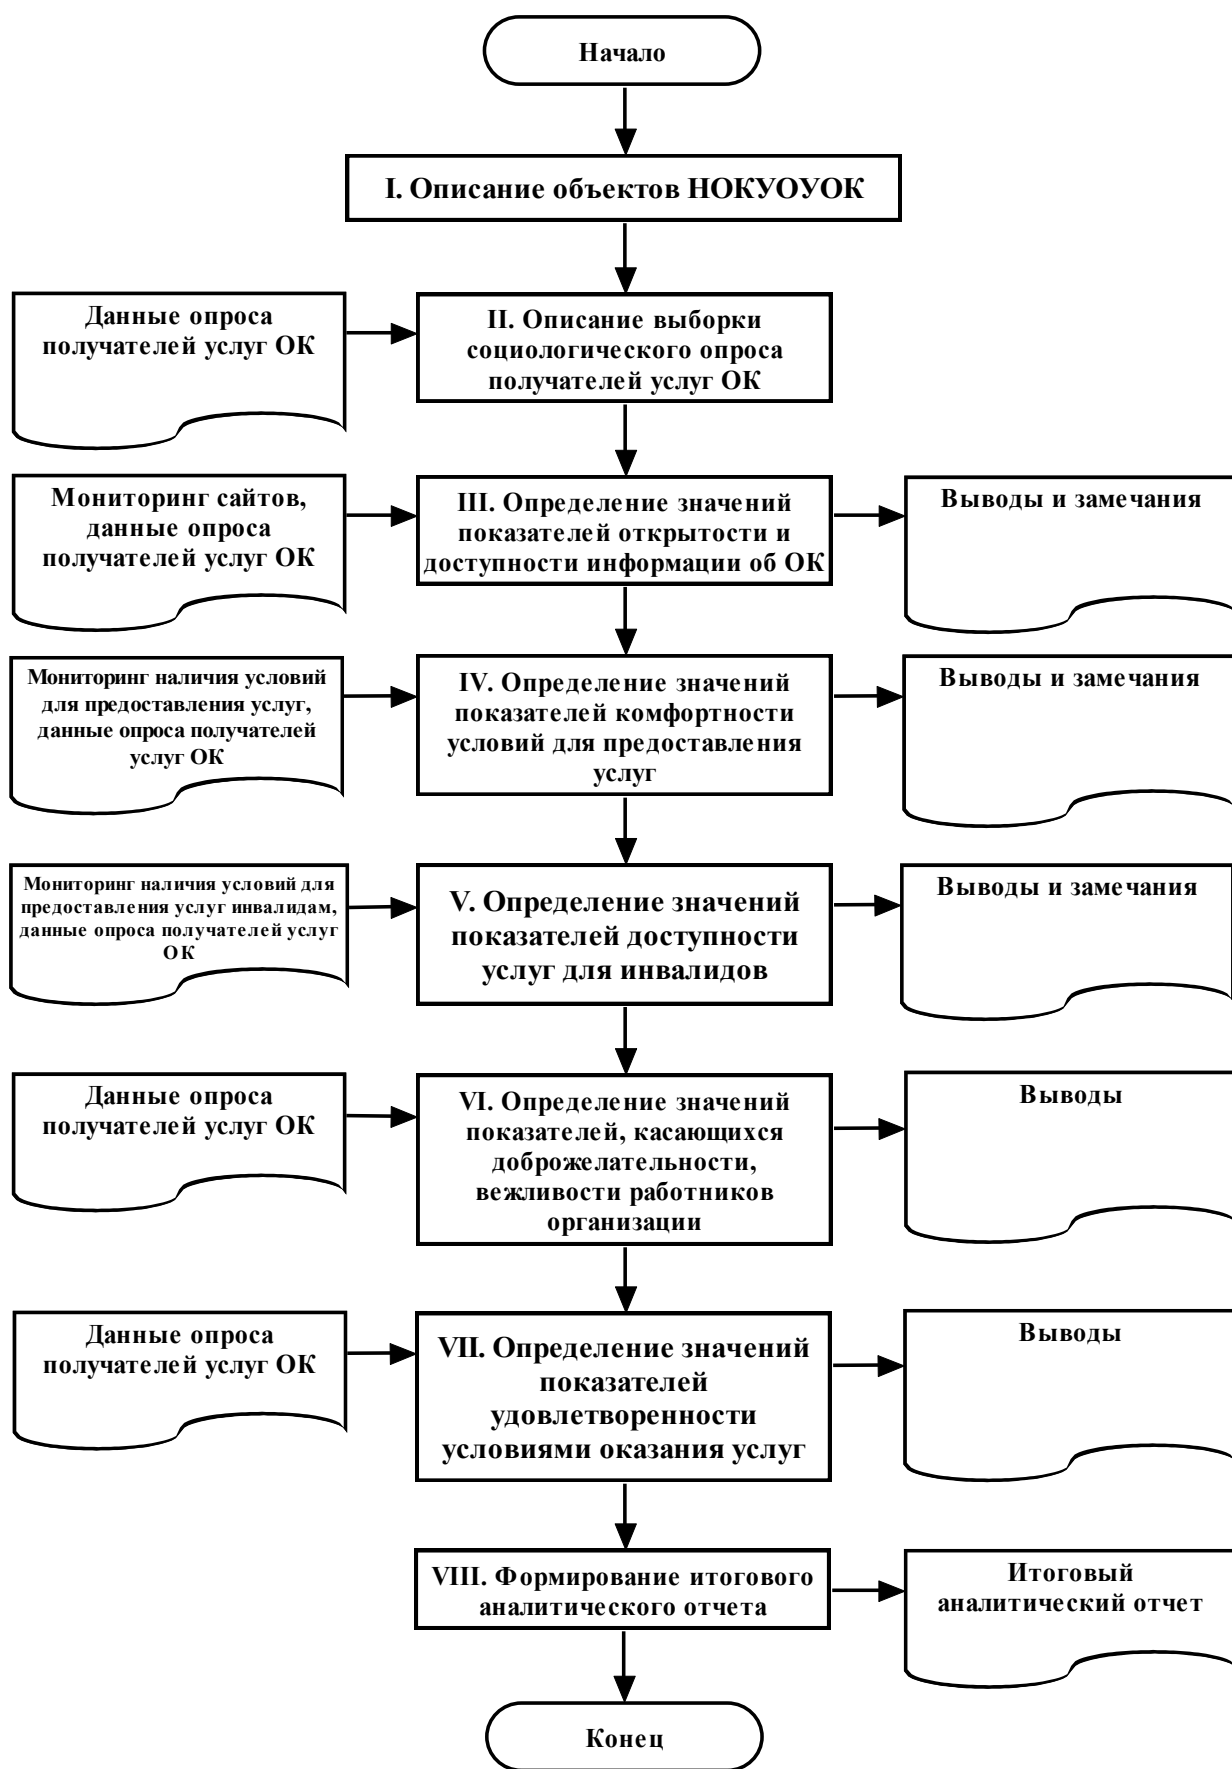 Начало
I. Описание объектов НОКУОУОК
Данные опроса
получателей услуг ОК
II. Описание выборки
социологического опроса
получателей услуг ОК
Мониторинг сайтов,
данные опроса
получателей услуг ОК
III. Определение значений
показателей открытости и
доступности информации об ОК
Выводы и замечания
Мониторинг наличия условий
для предоставления услуг,
данные опроса получателей
услуг ОК
IV. Определение значений
показателей комфортности
условий для предоставления
услуг
Выводы и замечания
Мониторинг наличия условий для
предоставления услуг инвалидам,
данные опроса получателей услуг
ОК
V. Определение значений
показателей доступности
услуг для инвалидов
Выводы и замечания
Данные опроса
получателей услуг ОК
VI. Определение значений
показателей, касающихся
доброжелательности,
вежливости работников
организации
Выводы
Данные опроса
получателей услуг ОК
VII. Определение значений
показателей
удовлетворенности
условиями оказания услуг
Выводы
VIII. Формирование итогового
аналитического отчета
Итоговый
аналитический отчет
Конец